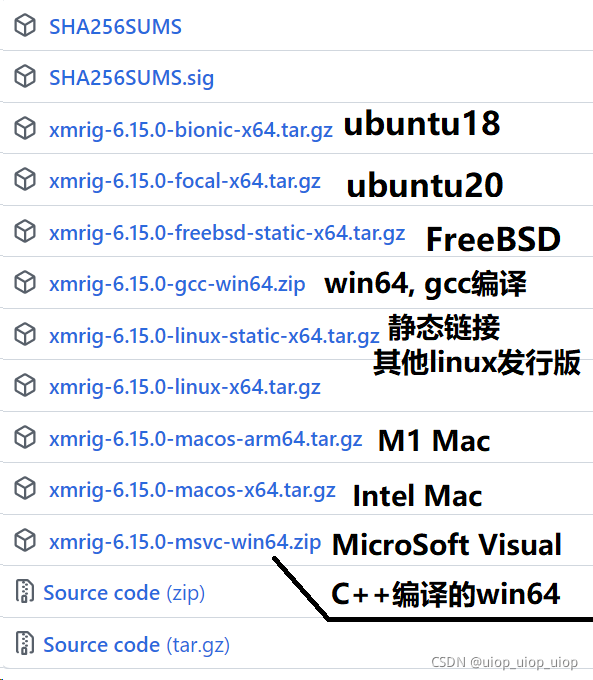 SHA256SUMS
SHA256SUMS.sig
xmrig-6.15.0-bionic-x64.tar.gz ubuntu18
xmrig-6.15.0-focal-x64.tar.gz ubuntu20
xmrig-6.15.0-freebsd-static-x64.tar.gz FreeBSD
xmrig-6.15.0-gcc-win64.zip win64, gcc编译
xmrig-6.15.0-linux-static-x64.tar.gz 静态链接
其他linux发行版
xmrig-6.15.0-linux-x64.tar.gz
xmrig-6.15.0-macos-arm64.tar.gz M1 Mac
xmrig-6.15.0-macos-x64.tar.gz Intel Mac
xmrig-6.15.0-msvc-win64.zip MicroSoft Visual
C++编译的win64
Source code (zip)
Source code (tar.gz)
CSDN @uiop_uiop_uiop